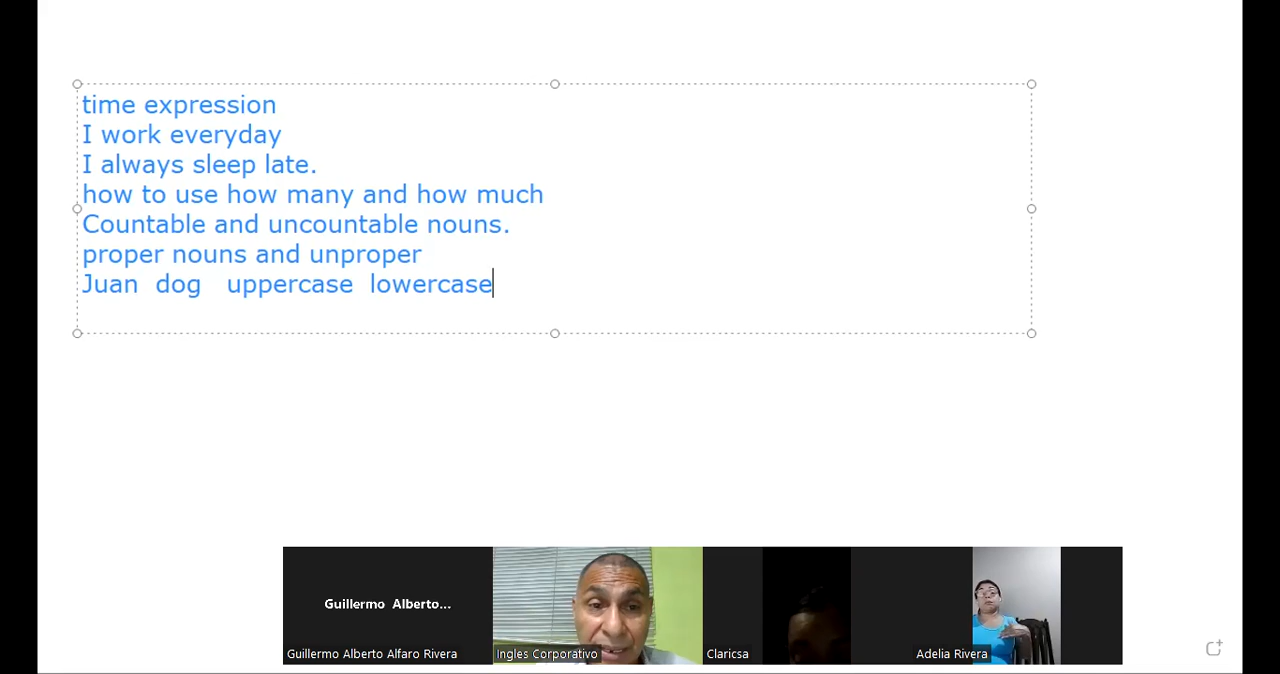 time expression
I work everyday
I always sleep late.
how to use how many and how much
Countable and uncountable nouns.
proper nouns and unproper
Juan  dog   uppercase  lowercase
Guillermo Alberto...
Guillermo Alberto Alfaro Rivera
Ingles Corporativo
Claricsa
Adelia Rivera